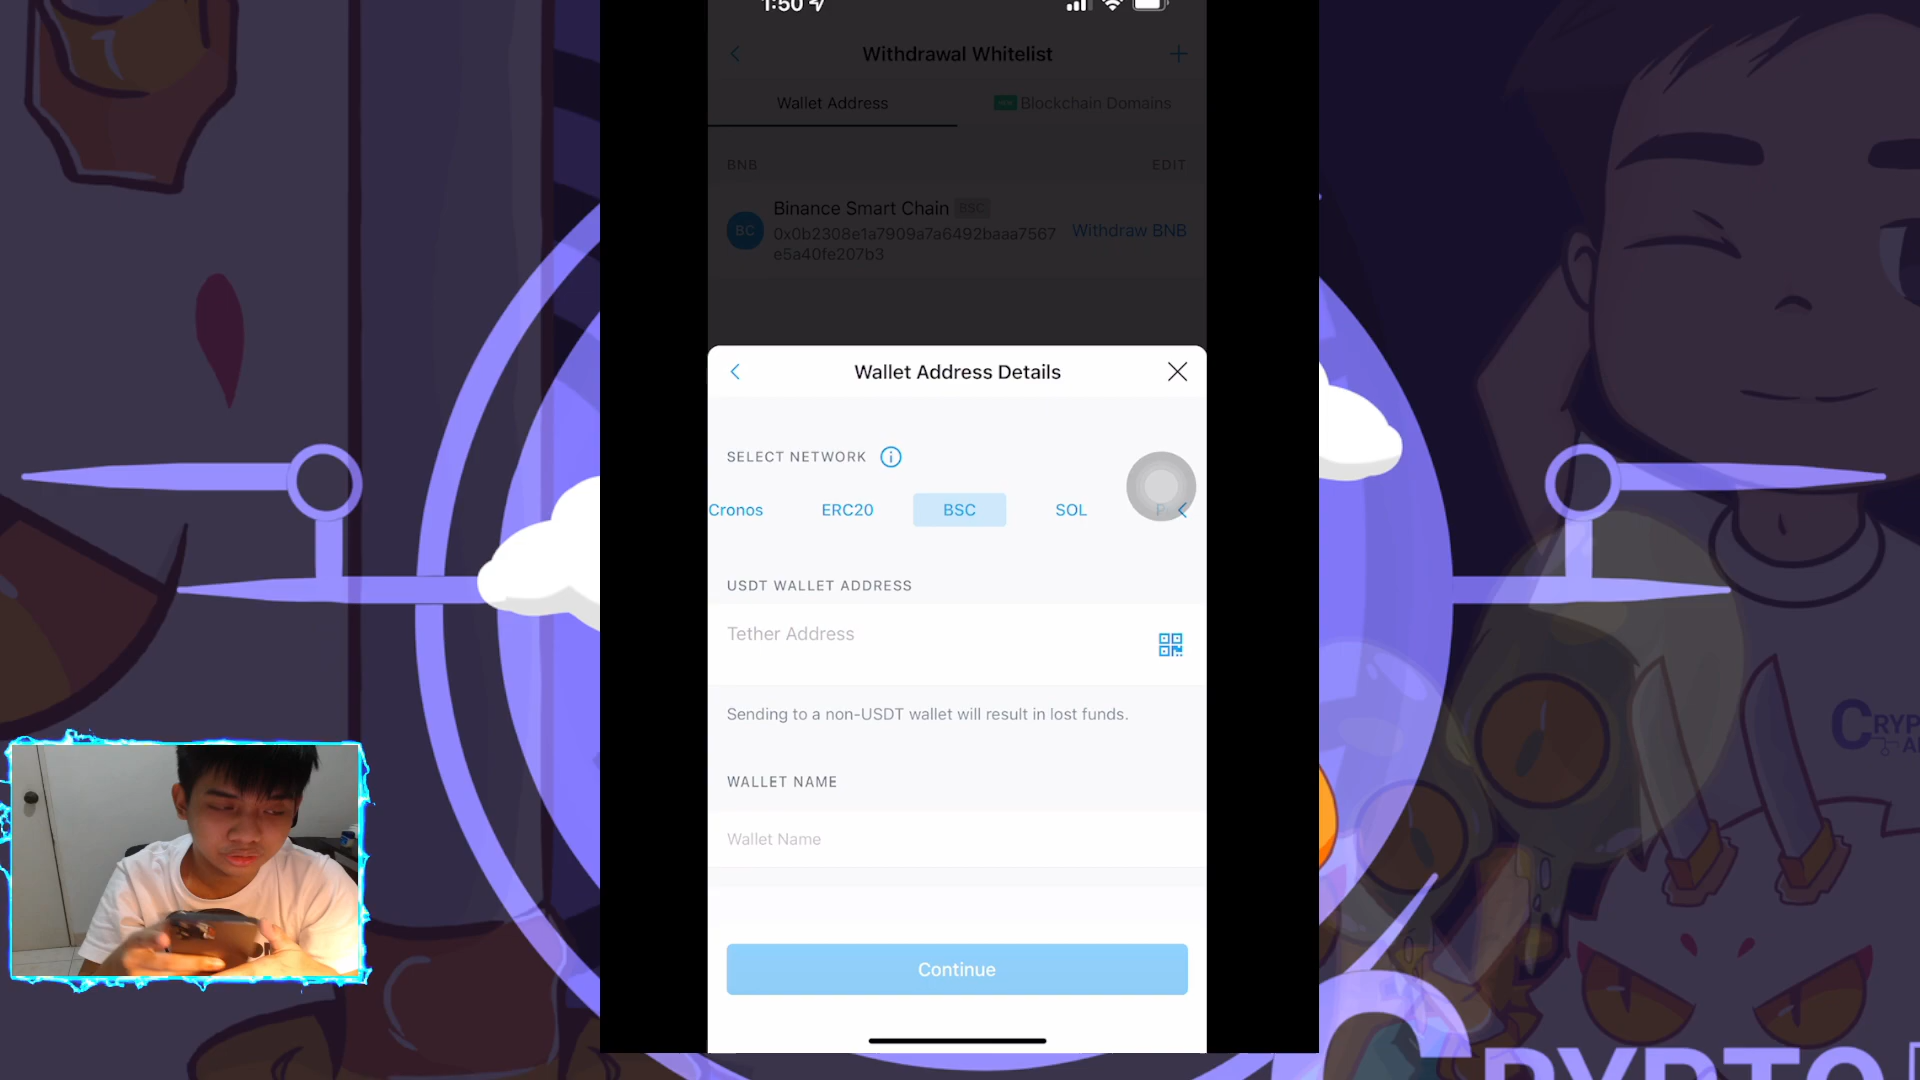 1:50
Withdrawal Whitelist
Wallet Address
Blockchain Domains
BNB
EDIT
Binance Smart Chain BSC
BC
0x0b2308e1a7909a7a6492baaa7567
e5a40fe207b3
Withdraw BNB
Wallet Address Details
SELECT NETWORK
Cronos
ERC20
BSC
SOL
USDT WALLET ADDRESS
Tether Address
Sending to a non-USDT wallet will result in lost funds.
WALLET NAME
Wallet Name
Continue